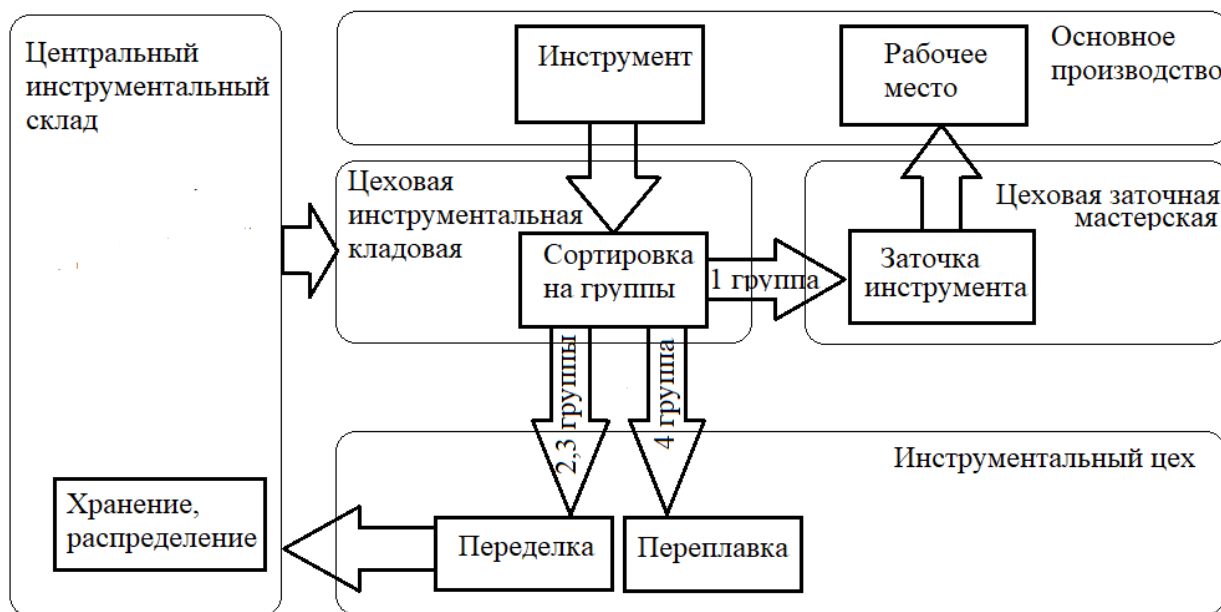 Центральный
инструментальный
склад
Инструмент
Рабочее
место
Основное
производство
Цеховая
инструментальная
кладовая
Сортировка
на группы
1 группа
Цеховая заточная
мастерская
Заточка
инструмента
2,3 группы
4 группа
Инструментальный цех
Хранение,
распределение
Переделка
Переплавка